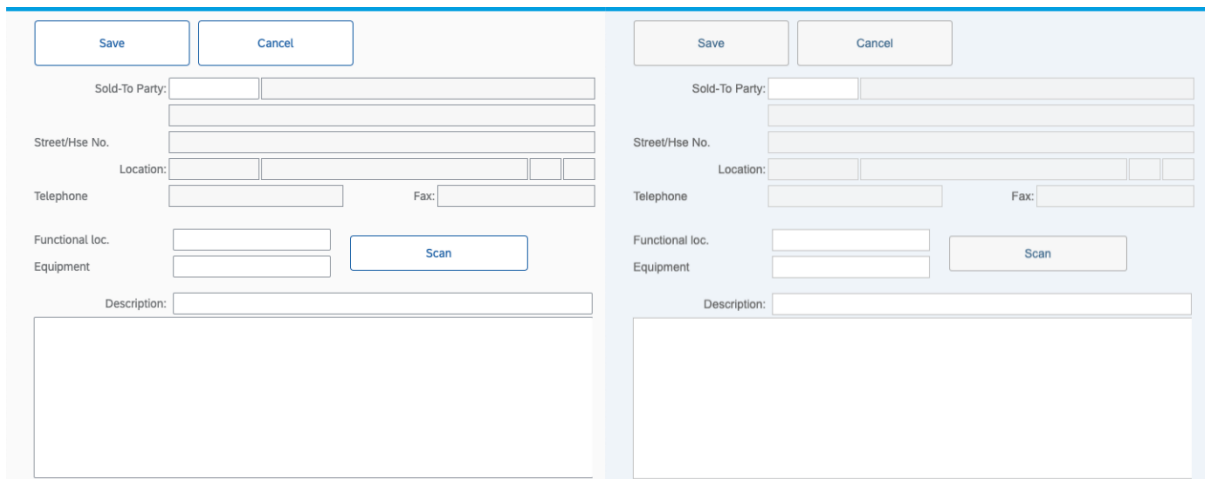 Save Cancel
Sold-To Party:
Street/Hse No.
Location:
Telephone Fax:
Functional loc.
Scan
Equipment
Description:
Save Cancel
Sold-To Party:
Street/Hse No.
Location:
Telephone Fax:
Functional loc.
Scan
Equipment
Description: